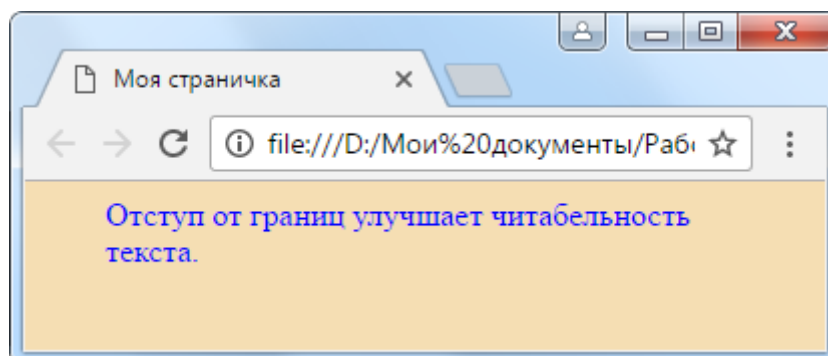 Моя страничка
file:///D:/Мои%20документы/Раб
Отступ от границ улучшает читабельность
текста.